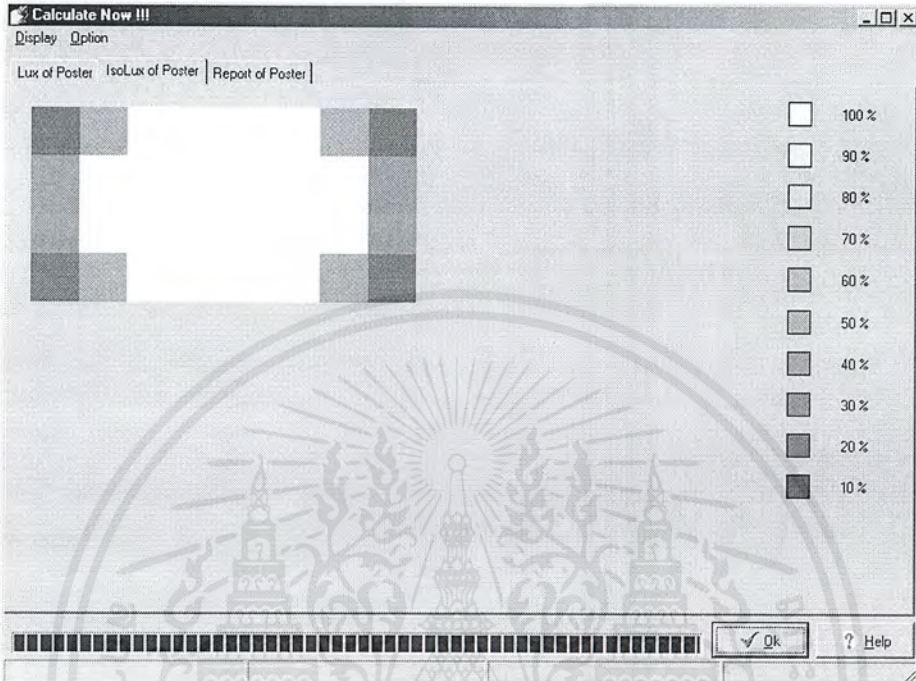 Calculate Now !!!
Display Option
Lux of Poster IsoLux of Poster Report of Poster
100 %
90 %
80 %
70 %
60 %
50 %
40 %
30 %
20 %
10 %
Ok ? Help